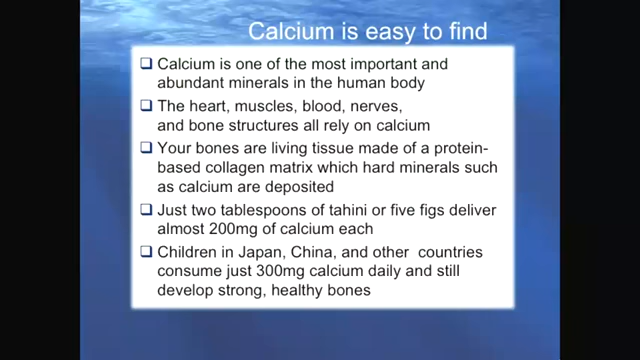 Calcium is easy to find
❑ Calcium is one of the most important and
abundant minerals in the human body
❑ The heart, muscles, blood, nerves,
and bone structures all rely on calcium
❑ Your bones are living tissue made of a protein-
based collagen matrix which hard minerals such
as calcium are deposited
❑ Just two tablespoons of tahini or five figs deliver
almost 200mg of calcium each
❑ Children in Japan, China, and other countries
consume just 300mg calcium daily and still
develop strong, healthy bones